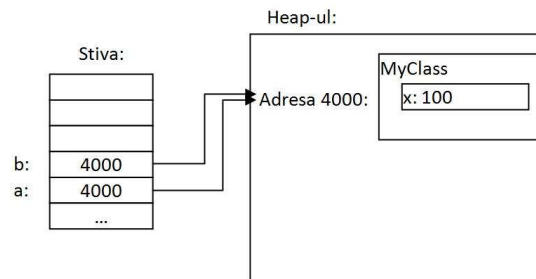 Heap-ul:
Stiva:
MyClass
x: 100
Adresa 4000:
b: 4000
a: 4000
...